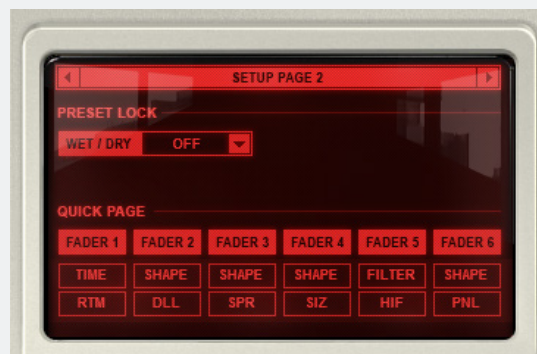 SETUP PAGE 2
PRESET LOCK
WET / DRY OFF
QUICK PAGE
FADER 1 FADER 2 FADER 3 FADER 4 FADER 5 FADER 6
TIME SHAPE SHAPE SHAPE FILTER SHAPE
RTM DLL SPR SIZ HIF PNL